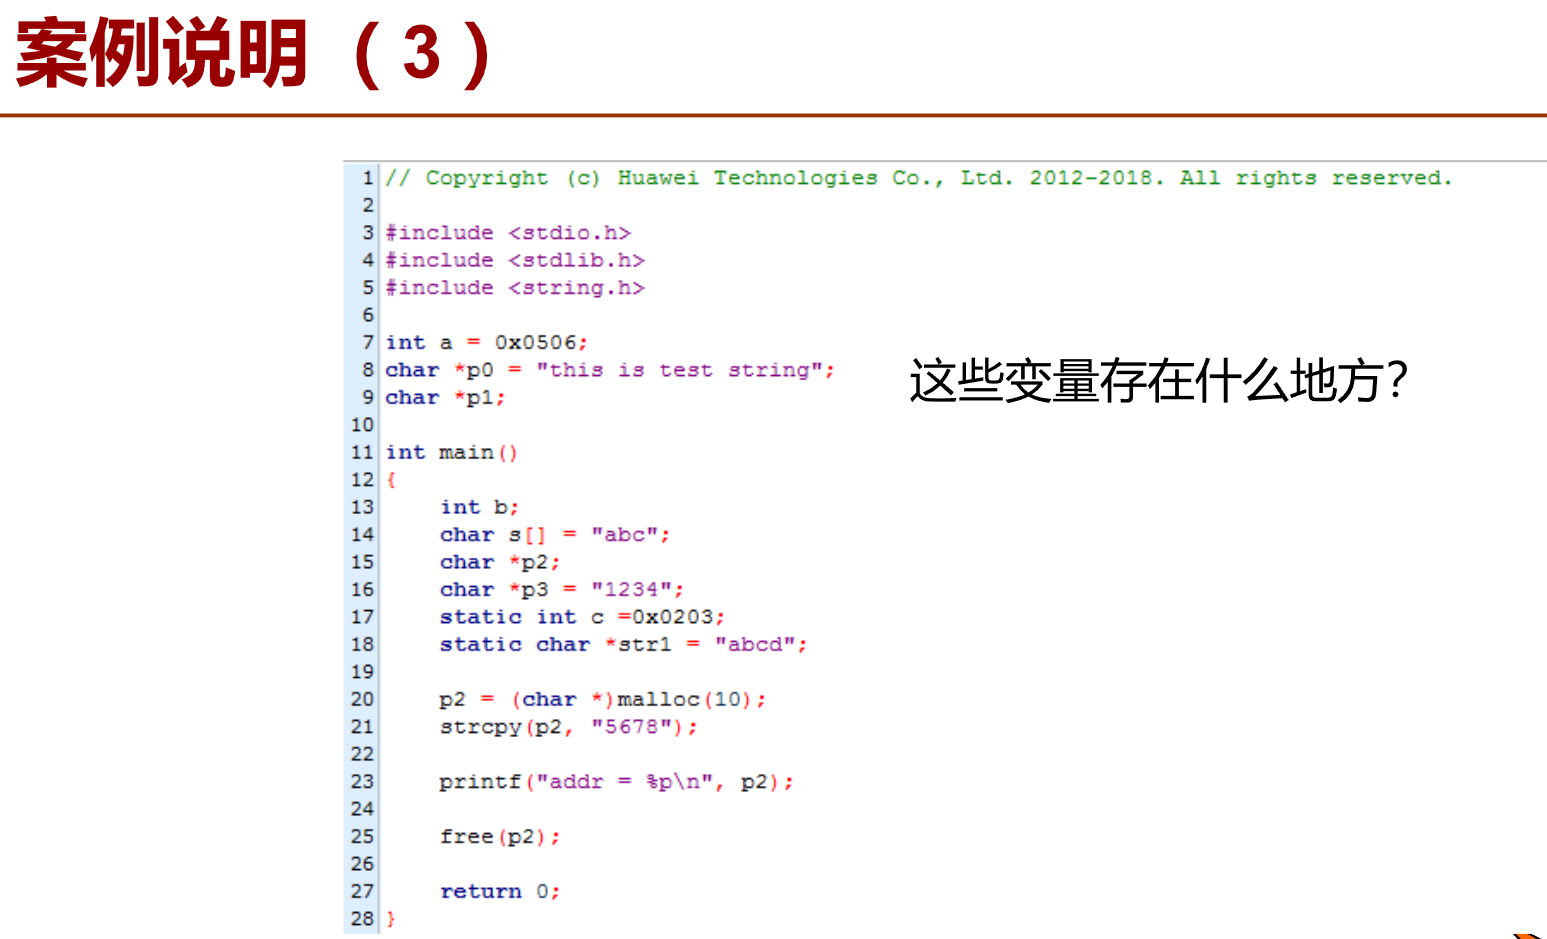 案例说明（3）
1 // Copyright (c) Huawei Technologies Co., Ltd. 2012-2018. All rights reserved.
2
3 #include <stdio.h>
4 #include <stdlib.h>
5 #include <string.h>
6
7 int a = 0x0506;
8 char *p0 = "this is test string";
9 char *p1;
这些变量存在什么地方?
10
11 int main()
12 {
13     int b;
14     char s[] = "abc";
15     char *p2;
16     char *p3 = "1234";
17     static int c =0x0203;
18     static char *str1 = "abcd";
19
20     p2 = (char *)malloc(10);
21     strcpy(p2, "5678");
22
23     printf("addr = %p\n", p2);
24
25     free(p2);
26
27     return 0;
28 }